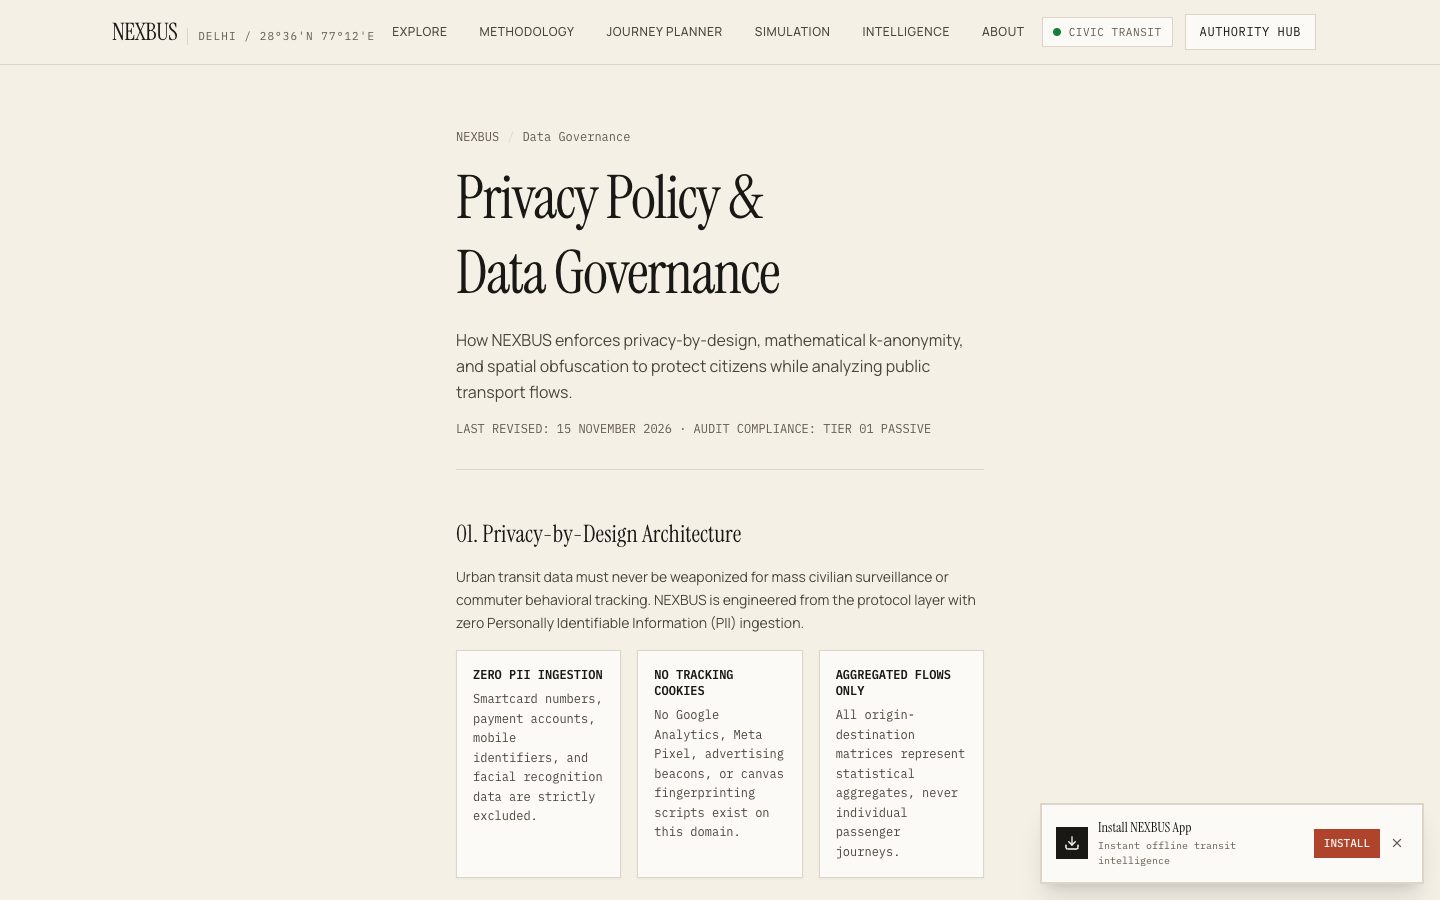 NEXBUS DELHI / 28°36'N 77°12'E EXPLORE METHODOLOGY JOURNEY PLANNER SIMULATION INTELLIGENCE ABOUT CIVIC TRANSIT AUTHORITY HUB
NEXBUS / Data Governance
Privacy Policy &
Data Governance
How NEXBUS enforces privacy-by-design, mathematical k-anonymity,
and spatial obfuscation to protect citizens while analyzing public
transport flows.
LAST REVISED: 15 NOVEMBER 2026 · AUDIT COMPLIANCE: TIER 01 PASSIVE
01. Privacy-by-Design Architecture
Urban transit data must never be weaponized for mass civilian surveillance or
commuter behavioral tracking. NEXBUS is engineered from the protocol layer with
zero Personally Identifiable Information (PII) ingestion.
ZERO PII INGESTION
Smartcard numbers,
payment accounts,
mobile
identifiers, and
facial recognition
data are strictly
excluded.
NO TRACKING
COOKIES
No Google
Analytics, Meta
Pixel, advertising
beacons, or canvas
fingerprinting
scripts exist on
this domain.
AGGREGATED FLOWS
ONLY
All origin-
destination
matrices represent
statistical
aggregates, never
individual
passenger
journeys.
Install NEXBUS App
Instant offline transit
intelligence
INSTALL